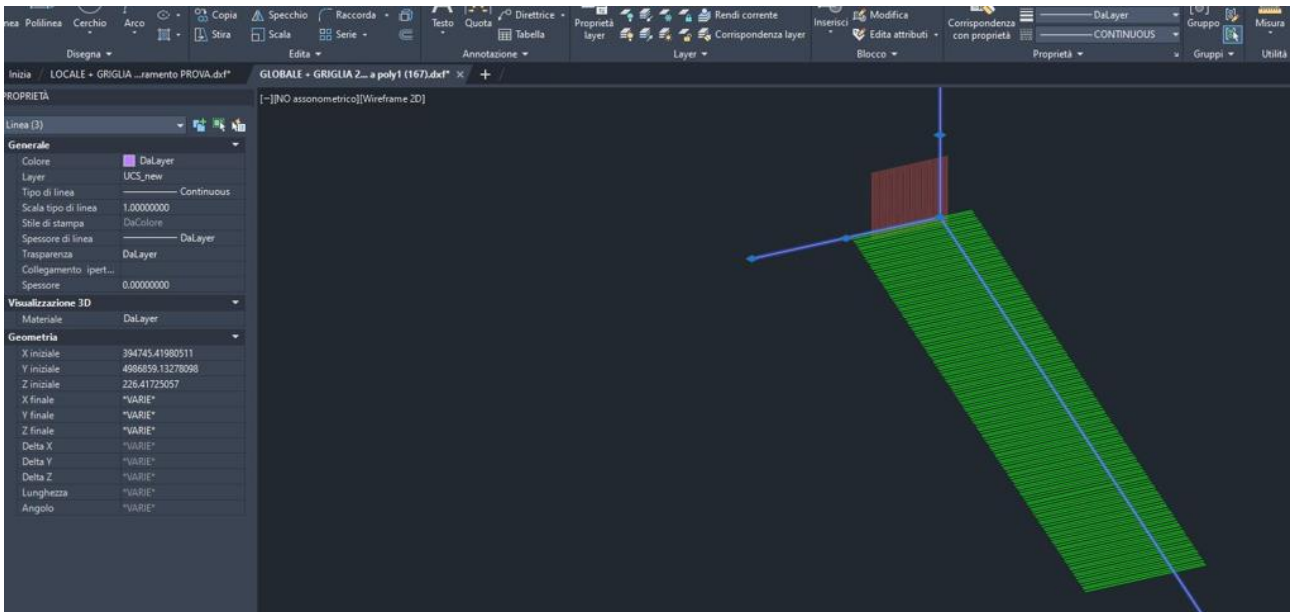 nea Polilinea Cerchio Arco Copia Specchio Raccorda Testo Quota Direttrice Proprietà layer Rendi corrente Inserisci Modifica Corrispondenza con proprietà DaLayer Gruppo Misura
Stira Scala Serie Tabella Corrispondenza layer Edita attributi CONTINUOUS
Disegna Edita Annotazione Layer Blocco Proprietà Gruppi Utilità
Inizia / LOCALE + GRIGLIA ...ramento PROVA.dxf* GLOBALE + GRIGLIA 2... a poly1 (167).dxf* × +
PROPRIETÀ
[−][NO assonometrico][Wireframe 2D]
Linea (3)
Generale
Colore DaLayer
Layer UCS_new
Tipo di linea Continuous
Scala tipo di linea 1.00000000
Stile di stampa DaColore
Spessore di linea DaLayer
Trasparenza DaLayer
Collegamento ipert...
Spessore 0.00000000
Visualizzazione 3D
Materiale DaLayer
Geometria
X iniziale 394745.41980511
Y iniziale 4986859.13278098
Z iniziale 226.41725057
X finale *VARIE*
Y finale *VARIE*
Z finale *VARIE*
Delta X *VARIE*
Delta Y *VARIE*
Delta Z *VARIE*
Lunghezza *VARIE*
Angolo *VARIE*